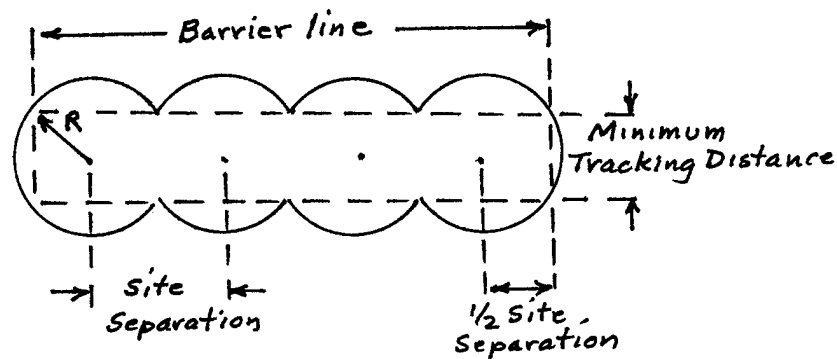 Barrier line
R
Minimum
Tracking Distance
Site
Separation
1/2 Site
Separation